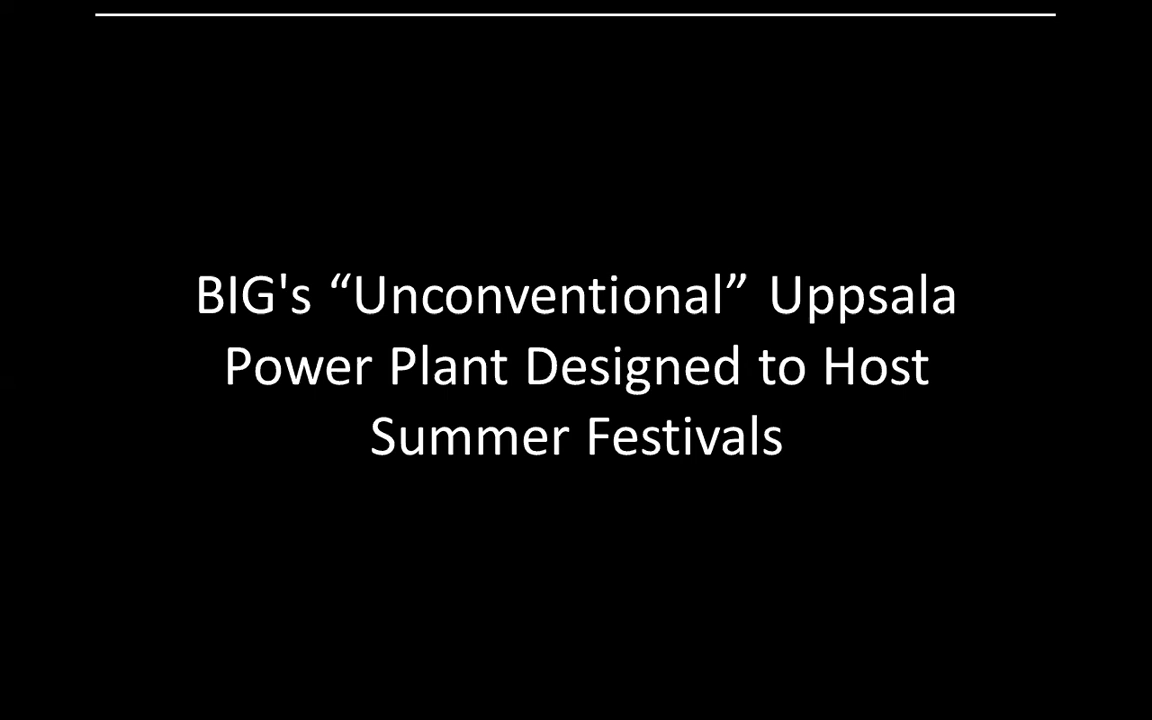 BIG's “Unconventional” Uppsala
Power Plant Designed to Host
Summer Festivals